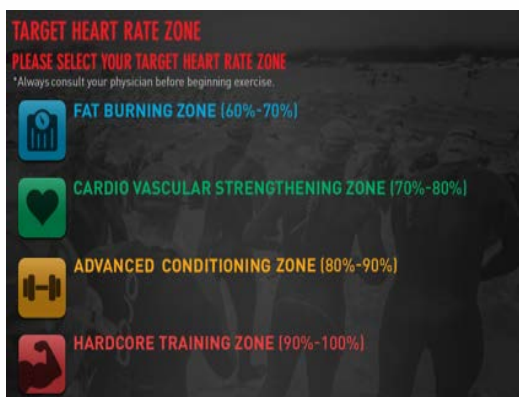 TARGET HEART RATE ZONE
PLEASE SELECT YOUR TARGET HEART RATE ZONE
*Always consult your physician before beginning exercise.
FAT BURNING ZONE (60%-70%)
CARDIO VASCULAR STRENGTHENING ZONE (70%-80%)
ADVANCED CONDITIONING ZONE (80%-90%)
HARDCORE TRAINING ZONE (90%-100%)